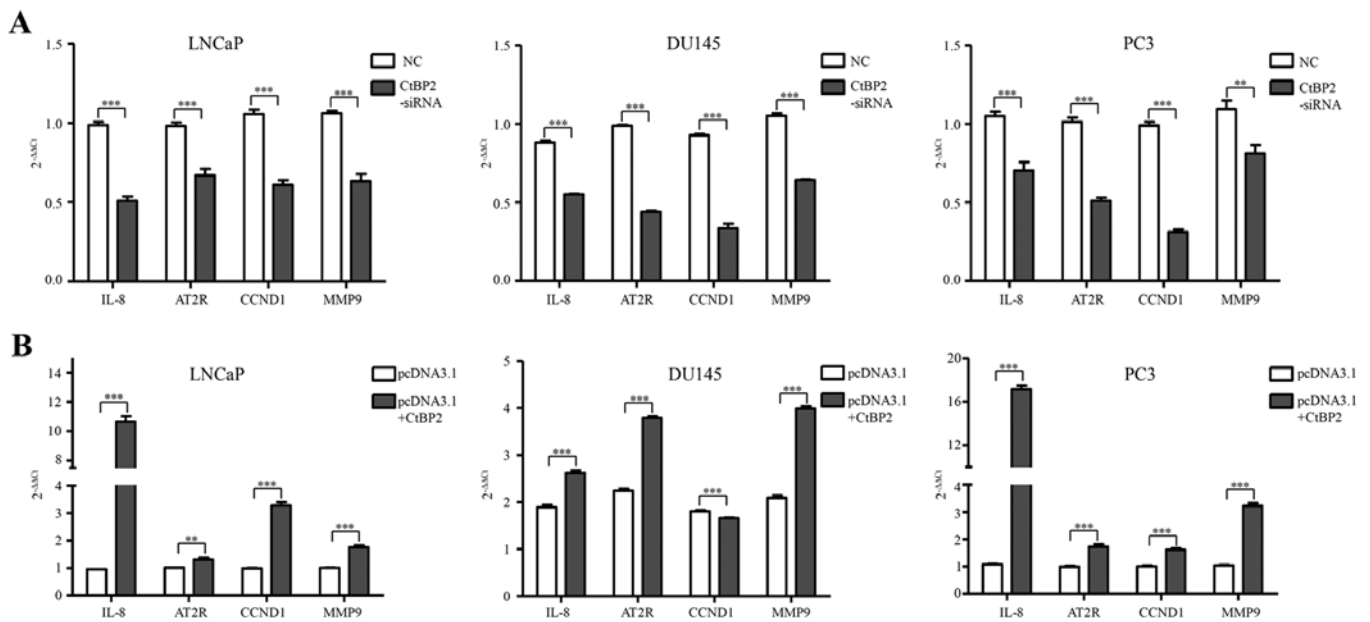 A
LNCaP
1.5
1.0
0.5
0.0
2-ΔΔCt
NC
CtBP2
-siRNA
***
***
***
***
IL-8 AT2R CCND1 MMP9
DU145
1.5
1.0
0.5
0.0
2-ΔΔCt
NC
CtBP2
-siRNA
***
***
***
***
IL-8 AT2R CCND1 MMP9
PC3
1.5
1.0
0.5
0.0
2-ΔΔCt
NC
CtBP2
-siRNA
***
***
***
**
IL-8 AT2R CCND1 MMP9
B
LNCaP
14
12
10
8
4
3
2
1
0
2-ΔΔCt
pcDNA3.1
pcDNA3.1
+CtBP2
***
**
***
***
IL-8 AT2R CCND1 MMP9
DU145
5
4
3
2
1
0
2-ΔΔCt
pcDNA3.1
pcDNA3.1
+CtBP2
***
***
***
***
IL-8 AT2R CCND1 MMP9
PC3
20
16
12
4
3
2
1
0
2-ΔΔCt
pcDNA3.1
pcDNA3.1
+CtBP2
***
***
***
***
IL-8 AT2R CCND1 MMP9